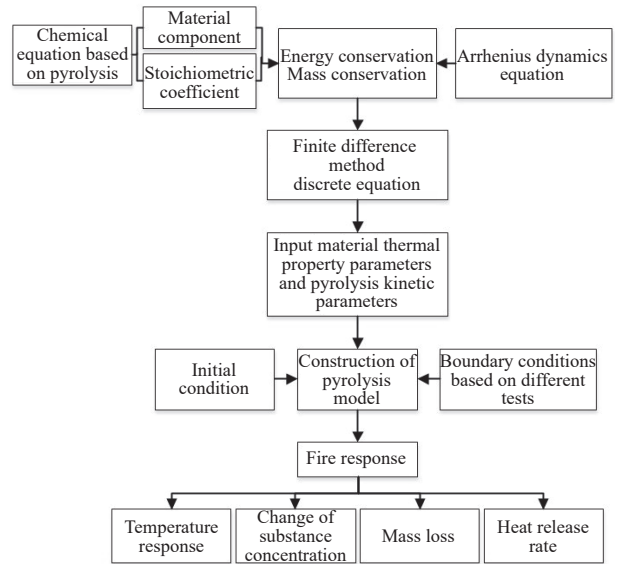 Chemical
equation based
on pyrolysis
Material
component
Stoichiometric
coefficient
Energy conservation
Mass conservation
Arrhenius dynamics
equation
Finite difference
method
discrete equation
Input material thermal
property parameters
and pyrolysis kinetic
parameters
Initial
condition
Construction of
pyrolysis
model
Boundary conditions
based on different
tests
Fire response
Temperature
response
Change of
substance
concentration
Mass loss
Heat release
rate